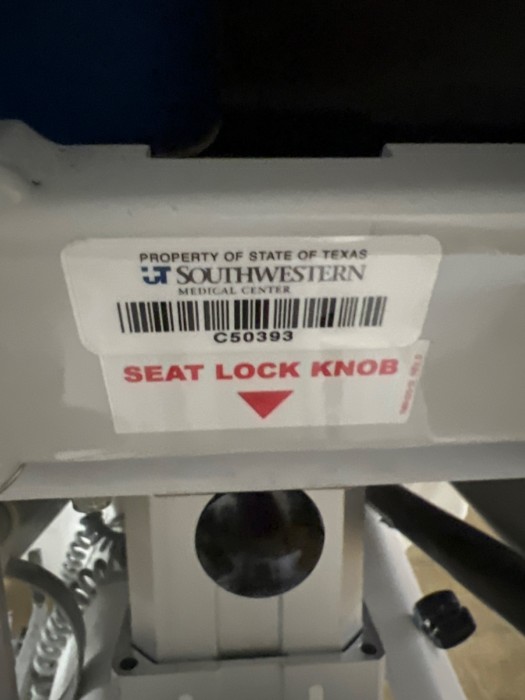 PROPERTY OF STATE OF TEXAS
UT SOUTHWESTERN
MEDICAL CENTER
C50393
SEAT LOCK KNOB